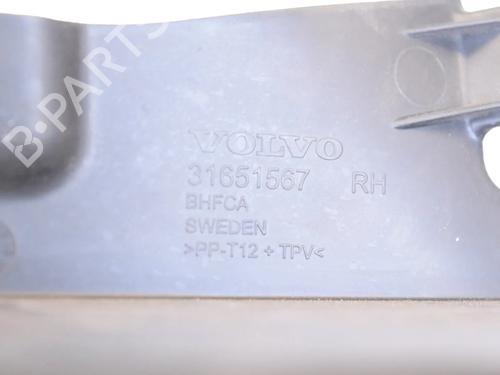 B-PARTS
VOLVO
31651567 RH
BHFCA
SWEDEN
>PP-T12 + TPV<